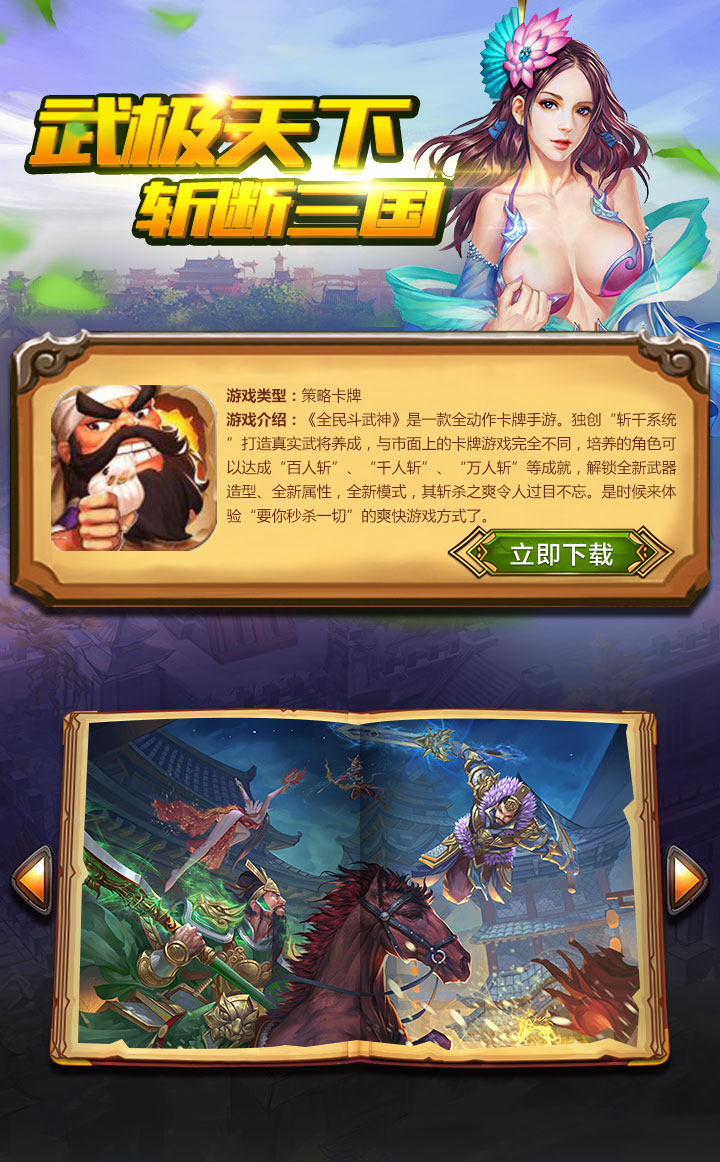 武极天下
斩断三国
游戏类型：策略卡牌
游戏介绍：《全民斗武神》是一款全动作卡牌手游。独创“斩千系统
”打造真实武将养成，与市面上的卡牌游戏完全不同，培养的角色可
以达成“百人斩”、“千人斩”、“万人斩”等成就，解锁全新武器
造型、全新属性，全新模式，其斩杀之爽令人过目不忘。是时候来体
验“要你秒杀一切”的爽快游戏方式了。
立即下载